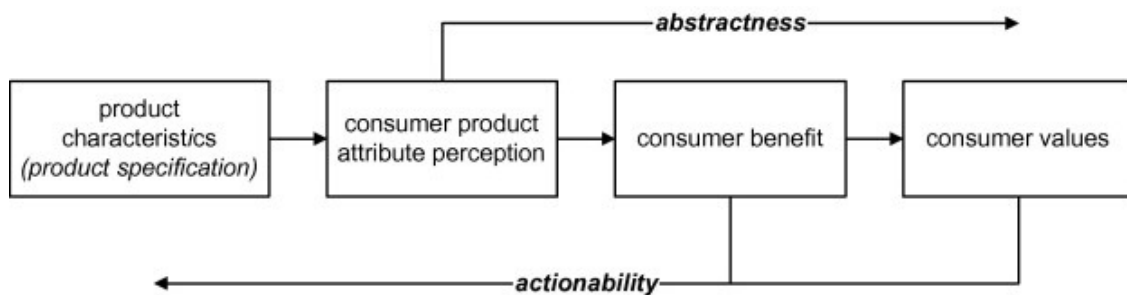 abstractness
product
characteristics
(product specification)
consumer product
attribute perception
consumer benefit
consumer values
actionability